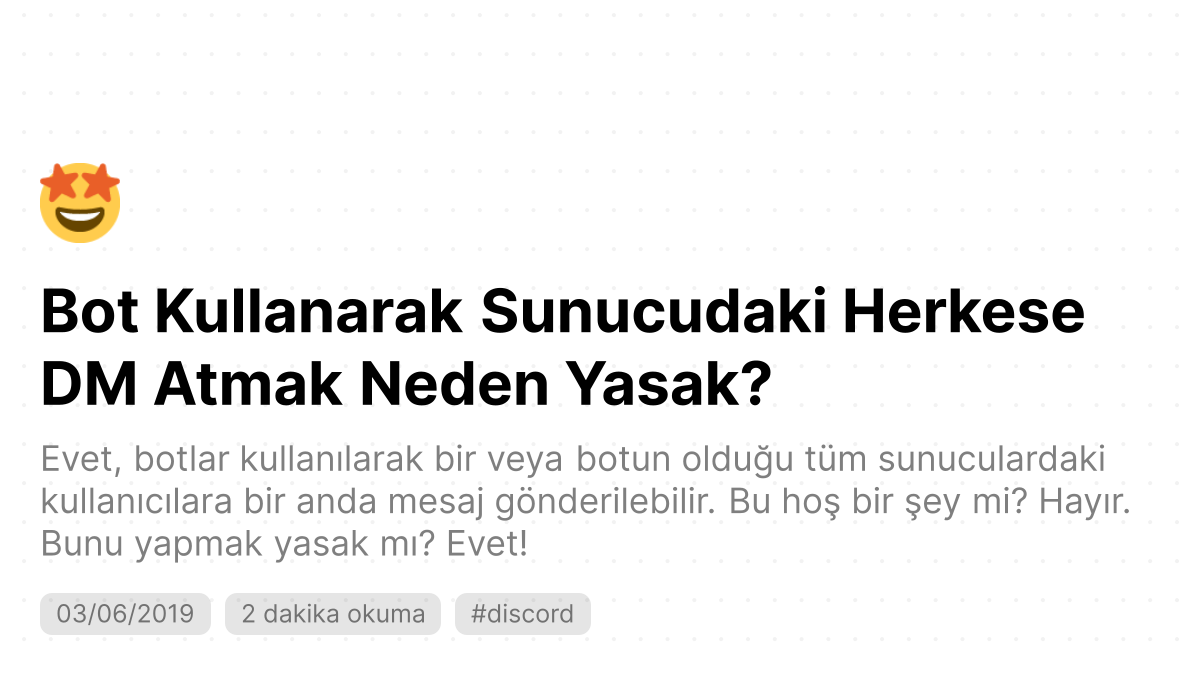 Bot Kullanarak Sunucudaki Herkese
DM Atmak Neden Yasak?
Evet, botlar kullanılarak bir veya botun olduğu tüm sunuculardaki
kullanıcılara bir anda mesaj gönderilebilir. Bu hoş bir şey mi? Hayır.
Bunu yapmak yasak mı? Evet!
03/06/2019 2 dakika okuma #discord